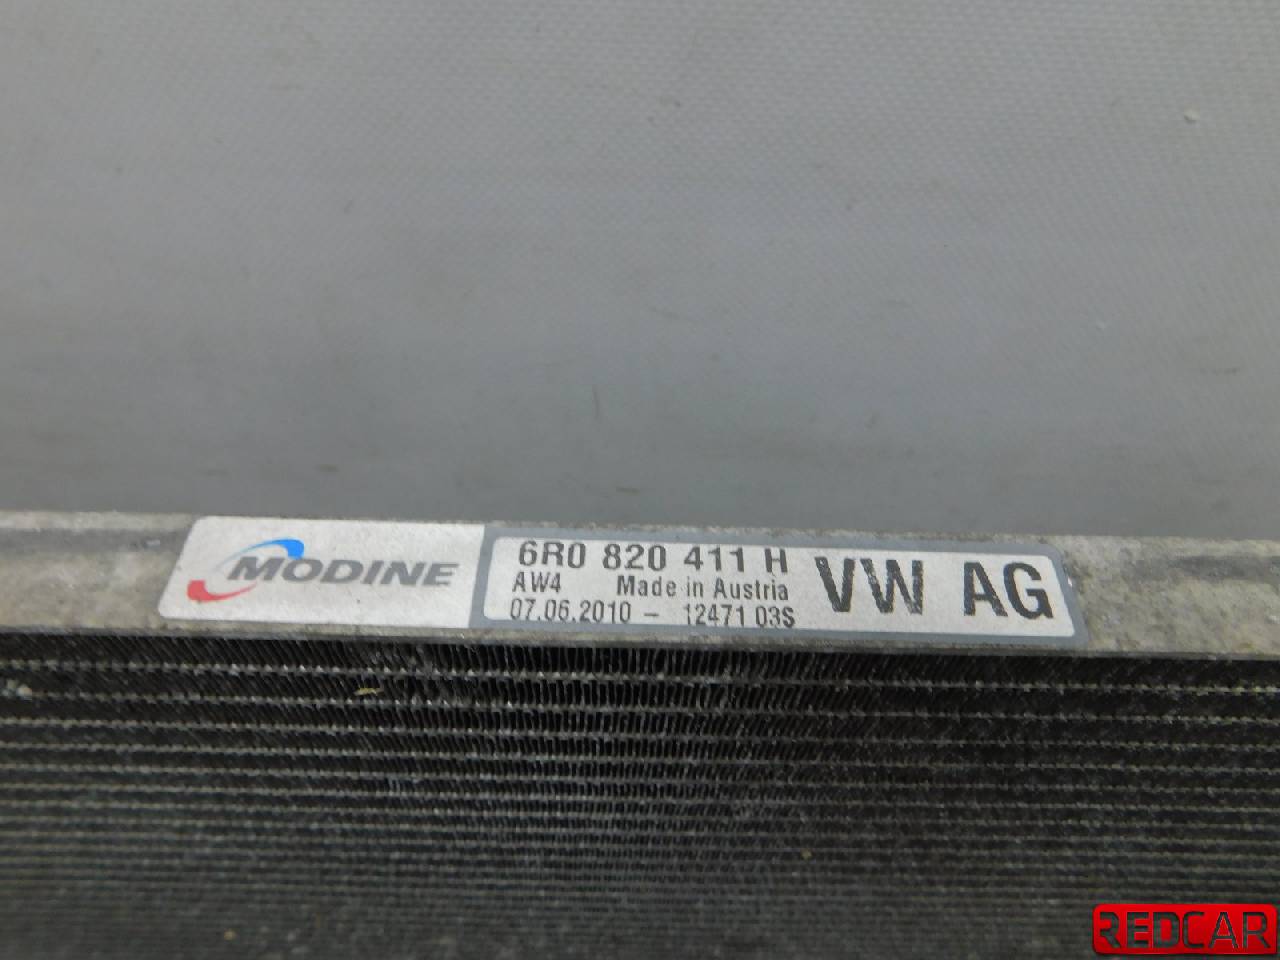 MODINE
6R0 820 411 H
AW4 Made in Austria
07.06.2010 - 12471 03S
VW AG
REDCAR